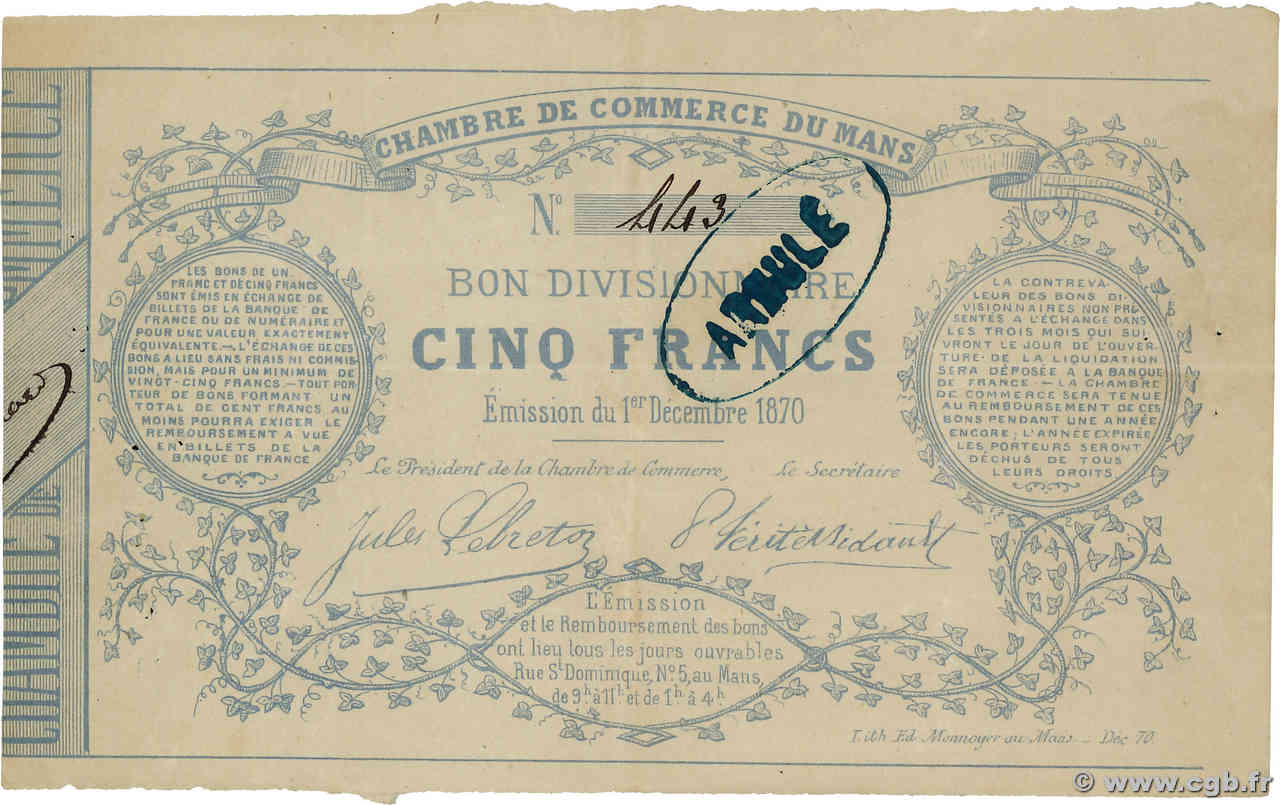 CHAMBRE DE COMMERCE DU MANS
N° 443
ANNULÉ
BON DIVISIONNAIRE
CINQ FRANCS
Émission du 1er Décembre 1870
Le Président de la Chambre de Commerce,
Le Secrétaire
Jules Lebreton
P Vérité Vidault
LES BONS DE UN
FRANC ET DE CINQ FRANCS
SONT ÉMIS EN ÉCHANGE DE
BILLETS DE LA BANQUE DE
FRANCE OU DE NUMÉRAIRE ET
POUR UNE VALEUR EXACTEMENT
ÉQUIVALENTE.— L'ÉCHANGE DE CES
BONS A LIEU SANS FRAIS NI COMMIS-
SION, MAIS POUR UN MINIMUM DE
VINGT-CINQ FRANCS.—TOUT POR-
TEUR DE BONS FORMANT UN
TOTAL DE CENT FRANCS AU
MOINS POURRA EXIGER LE
REMBOURSEMENT A VUE
EN BILLETS DE LA
BANQUE DE FRANCE
LA CONTREVA-
LEUR DES BONS DI-
VISIONNAIRES NON PRÉ-
SENTÉS A L'ÉCHANGE DANS
LES TROIS MOIS QUI SUI-
VRONT LE JOUR DE L'OUVER-
TURE DE LA LIQUIDATION
SERA DÉPOSÉE A LA BANQUE
DE FRANCE.— LA CHAMBRE
DE COMMERCE SERA TENUE
AU REMBOURSEMENT DE CES
BONS PENDANT UNE ANNÉE
ENCORE; L'ANNÉE EXPIRÉE
LES PORTEURS SERONT
DÉCHUS DE TOUS
LEURS DROITS.
L'Émission
et le Remboursement des bons
ont lieu tous les jours ouvrables
Rue St Dominique, No. 5, au Mans,
de 9h à 11h et de 1h à 4h
Lith Ed. Monnoyer au Mans — Déc 70.
CHAMBRE DE
© www.cgb.fr